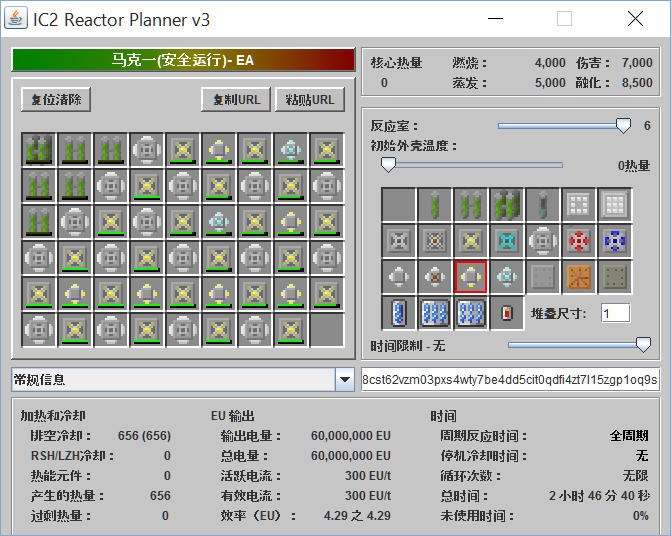 IC2 Reactor Planner v3
马克一(安全运行)- EA
复位清除 复制URL 粘贴URL
核心热量 燃烧： 4,000 伤害： 7,000
0 蒸发： 5,000 融化： 8,500
反应室： 6
初始外壳温度：
0热量
堆叠尺寸： 1
时间限制 - 无
常规信息
8cst62vzm03pxs4wty7be4dd5cit0qdfi4zt7l15zgp1oq9s
加热和冷却 EU 输出 时间
排空冷却： 656 (656) 输出电量： 60,000,000 EU 周期反应时间： 全周期
RSH/LZH冷却： 0 总电量： 60,000,000 EU 停机冷却时间： 无
热能元件： 0 活跃电流： 300 EU/t 循环次数： 无限
产生的热量： 656 有效电流： 300 EU/t 总时间： 2 小时 46 分 40 秒
过剩热量： 0 效率〈EU〉： 4.29 之 4.29 未使用时间： 0%